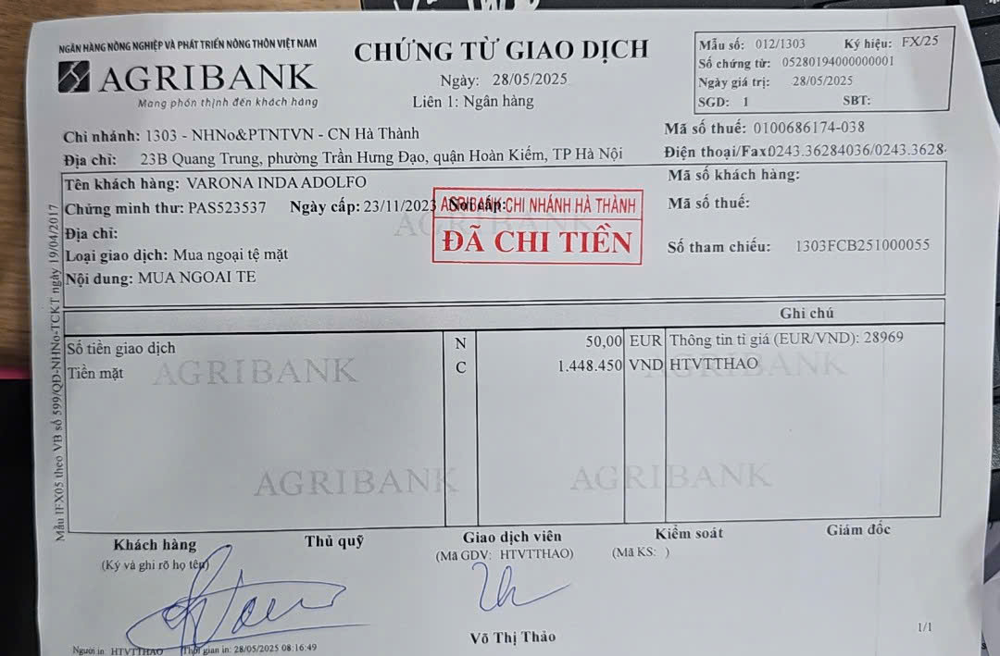 NGÂN HÀNG NÔNG NGHIỆP VÀ PHÁT TRIỂN NÔNG THÔN VIỆT NAM
AGRIBANK
Mang phồn thịnh đến khách hàng
CHỨNG TỪ GIAO DỊCH
Ngày: 28/05/2025
Liên 1: Ngân hàng
Mẫu số: 012/1303 Ký hiệu: FX/25
Số chứng từ: 05280194000000001
Ngày giá trị: 28/05/2025
SGD: 1 SBT:
Chi nhánh: 1303 - NHNo&PTNTVN - CN Hà Thành
Mã số thuế: 0100686174-038
Địa chỉ: 23B Quang Trung, phường Trần Hưng Đạo, quận Hoàn Kiếm, TP Hà Nội
Điện thoại/Fax0243.36284036/0243.3628
Tên khách hàng: VARONA INDA ADOLFO
Mã số khách hàng:
Chứng minh thư: PAS523537 Ngày cấp: 23/11/2023 Nơi cấp:
Mã số thuế:
AGRIBANK CHI NHÁNH HÀ THÀNH
ĐÃ CHI TIỀN
Địa chỉ:
Loại giao dịch: Mua ngoại tệ mặt
Số tham chiếu: 1303FCB251000055
Nội dung: MUA NGOAI TE
Mẫu IFX05 theo VB số 599/QĐ-NHNo-TCKT ngày 19/04/2017
Ghi chú
Số tiền giao dịch N 50,00 EUR Thông tin tỉ giá (EUR/VND): 28969
Tiền mặt C 1.448.450 VND HTVTTHAO
AGRIBANK
AGRIBANK
AGRIBANK
AGRIBANK
Khách hàng Thủ quỹ Giao dịch viên Kiểm soát Giám đốc
(Ký và ghi rõ họ tên) (Mã GDV: HTVTTHAO) (Mã KS: )
Võ Thị Thảo
1/1
Người in: HTVTTHAO Thời gian in: 28/05/2025 08:16:49